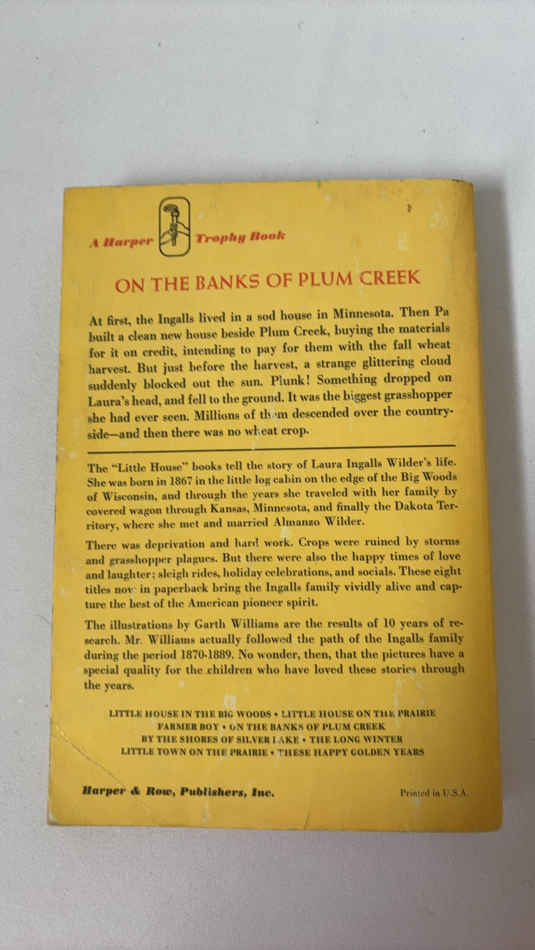 A Harper Trophy Book
ON THE BANKS OF PLUM CREEK
At first, the Ingalls lived in a sod house in Minnesota. Then Pa
built a clean new house beside Plum Creek, buying the materials
for it on credit, intending to pay for them with the fall wheat
harvest. But just before the harvest, a strange glittering cloud
suddenly blocked out the sun. Plunk! Something dropped on
Laura's head, and fell to the ground. It was the biggest grasshopper
she had ever seen. Millions of them descended over the country-
side—and then there was no wheat crop.
The "Little House" books tell the story of Laura Ingalls Wilder's life.
She was born in 1867 in the little log cabin on the edge of the Big Woods
of Wisconsin, and through the years she traveled with her family by
covered wagon through Kansas, Minnesota, and finally the Dakota Ter-
ritory, where she met and married Almanzo Wilder.
There was deprivation and hard work. Crops were ruined by storms
and grasshopper plagues. But there were also the happy times of love
and laughter; sleigh rides, holiday celebrations, and socials. These eight
titles now in paperback bring the Ingalls family vividly alive and cap-
ture the best of the American pioneer spirit.
The illustrations by Garth Williams are the results of 10 years of re-
search. Mr. Williams actually followed the path of the Ingalls family
during the period 1870-1889. No wonder, then, that the pictures have a
special quality for the children who have loved these stories through
the years.
LITTLE HOUSE IN THE BIG WOODS • LITTLE HOUSE ON THE PRAIRIE
FARMER BOY • ON THE BANKS OF PLUM CREEK
BY THE SHORES OF SILVER LAKE • THE LONG WINTER
LITTLE TOWN ON THE PRAIRIE • THESE HAPPY GOLDEN YEARS
Harper & Row, Publishers, Inc.
Printed in U.S.A.